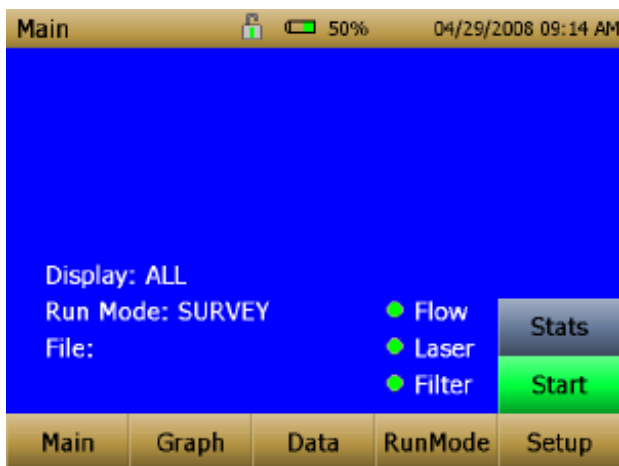 Main 50% 04/29/2008 09:14 AM
Display: ALL
Run Mode: SURVEY
File:
Flow
Laser
Filter
Stats
Start
Main Graph Data RunMode Setup